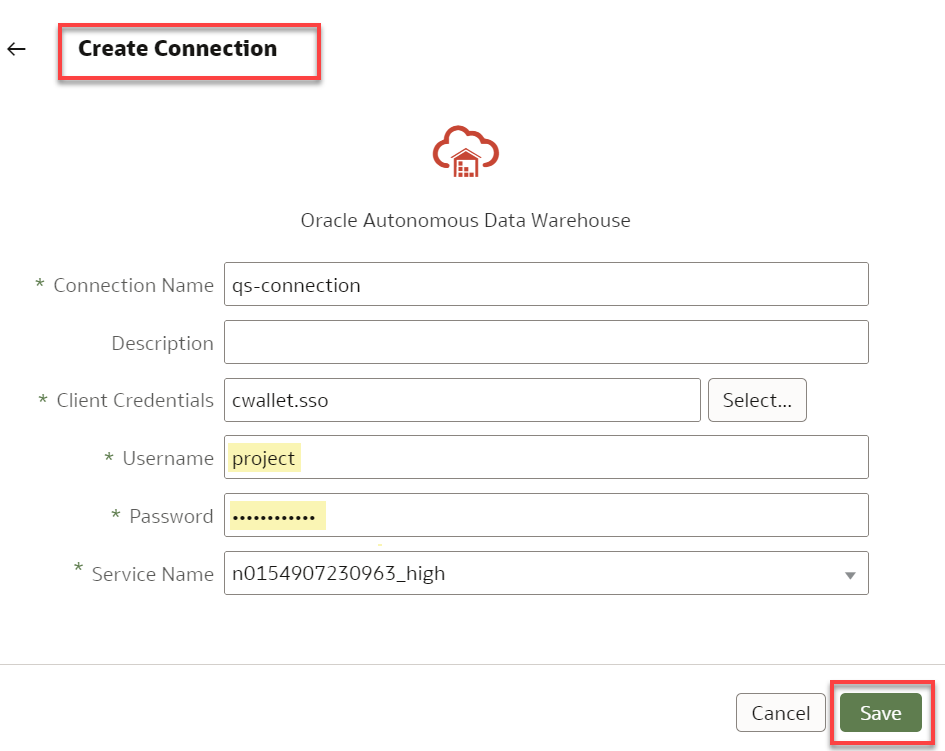 Create Connection
Oracle Autonomous Data Warehouse
* Connection Name qs-connection
Description
* Client Credentials cwallet.sso Select...
* Username project
* Password ••••••••••••
* Service Name n0154907230963_high
Cancel Save